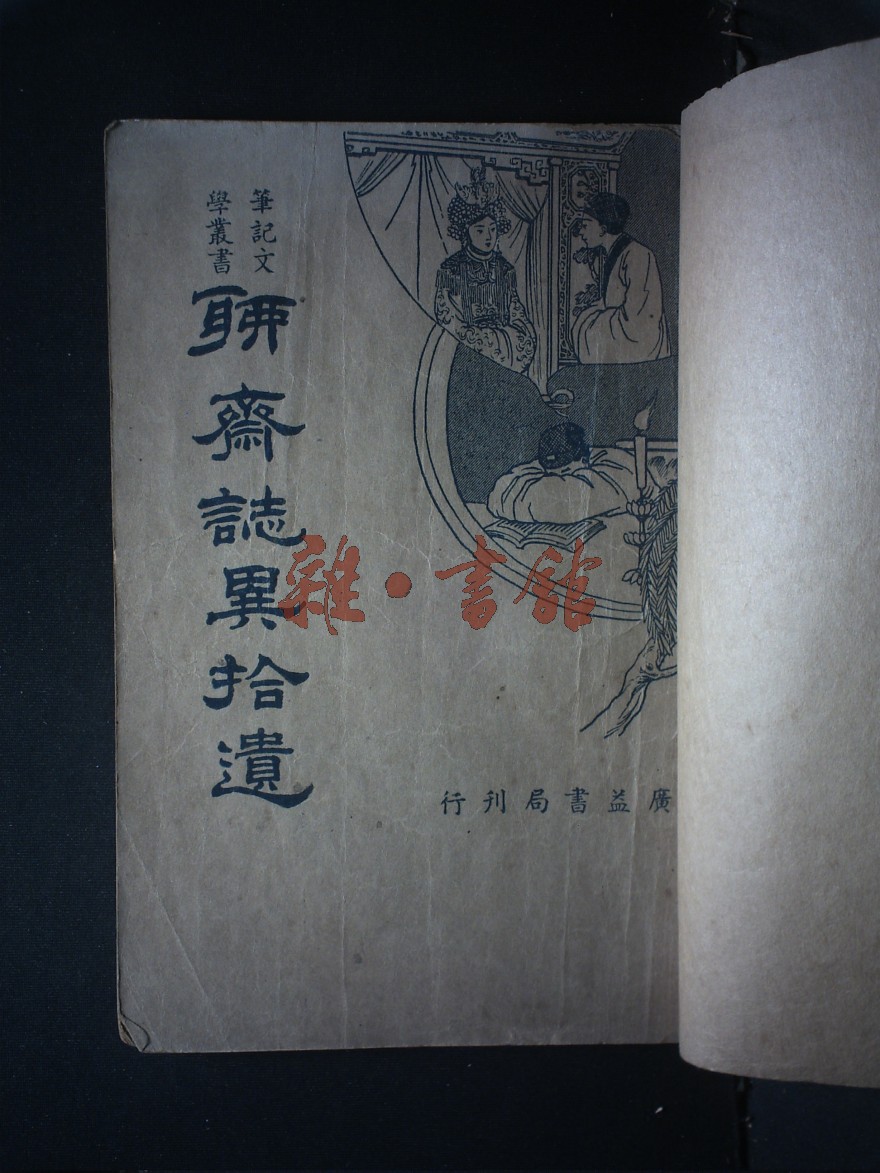 筆記文
學叢書
聊齋誌異拾遺
雜·書館
行刊局書益廣